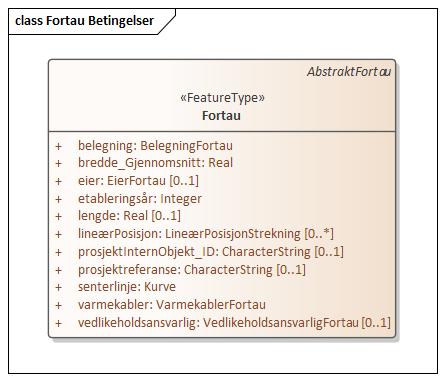 class Fortau Betingelser
AbstraktFortau
«FeatureType»
Fortau
+ belegning: BelegningFortau
+ bredde_Gjennomsnitt: Real
+ eier: EierFortau [0..1]
+ etableringsår: Integer
+ lengde: Real [0..1]
+ lineærPosisjon: LineærPosisjonStrekning [0..*]
+ prosjektInternObjekt_ID: CharacterString [0..1]
+ prosjektreferanse: CharacterString [0..1]
+ senterlinje: Kurve
+ varmekabler: VarmekablerFortau
+ vedlikeholdsansvarlig: VedlikeholdsansvarligFortau [0..1]